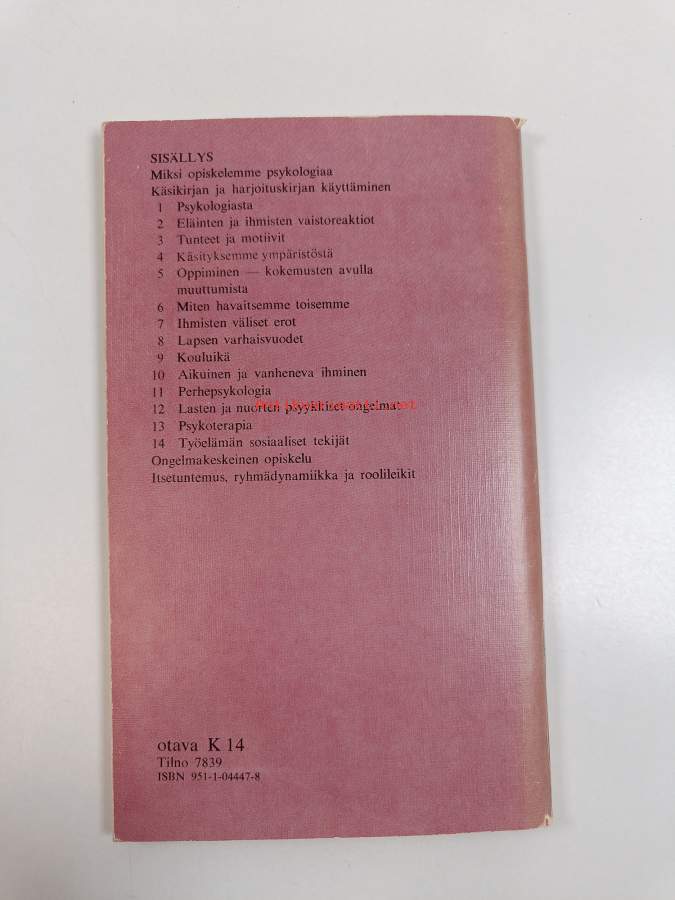 SISÄLLYS
Miksi opiskelemme psykologiaa
Käsikirjan ja harjoituskirjan käyttäminen
1 Psykologiasta
2 Eläinten ja ihmisten vaistoreaktiot
3 Tunteet ja motiivit
4 Käsityksemme ympäristöstä
5 Oppiminen — kokemusten avulla
muuttumista
6 Miten havaitsemme toisemme
7 Ihmisten väliset erot
8 Lapsen varhaisvuodet
9 Kouluikä
10 Aikuinen ja vanheneva ihminen
11 Perhepsykologia
12 Lasten ja nuorten psyykkiset ongelmat
13 Psykoterapia
14 Työelämän sosiaaliset tekijät
Ongelmakeskeinen opiskelu
Itsetuntemus, ryhmädynamiikka ja roolileikit
otava K 14
Tilno 7839
ISBN 951-1-04447-8